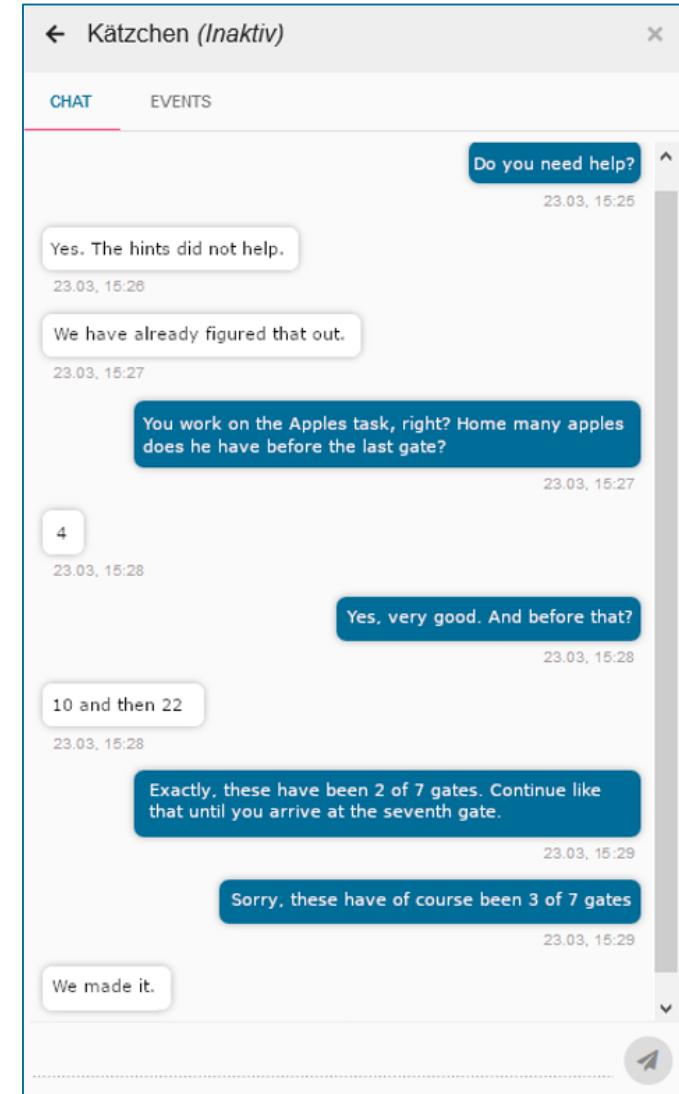 Kätzchen (Inaktiv)
CHAT EVENTS
Do you need help?
23.03, 15:25
Yes. The hints did not help.
23.03, 15:26
We have already figured that out.
23.03, 15:27
You work on the Apples task, right? Home many apples
does he have before the last gate?
23.03, 15:27
4
23.03, 15:28
Yes, very good. And before that?
23.03, 15:28
10 and then 22
23.03, 15:28
Exactly, these have been 2 of 7 gates. Continue like
that until you arrive at the seventh gate.
23.03, 15:29
Sorry, these have of course been 3 of 7 gates
23.03, 15:29
We made it.